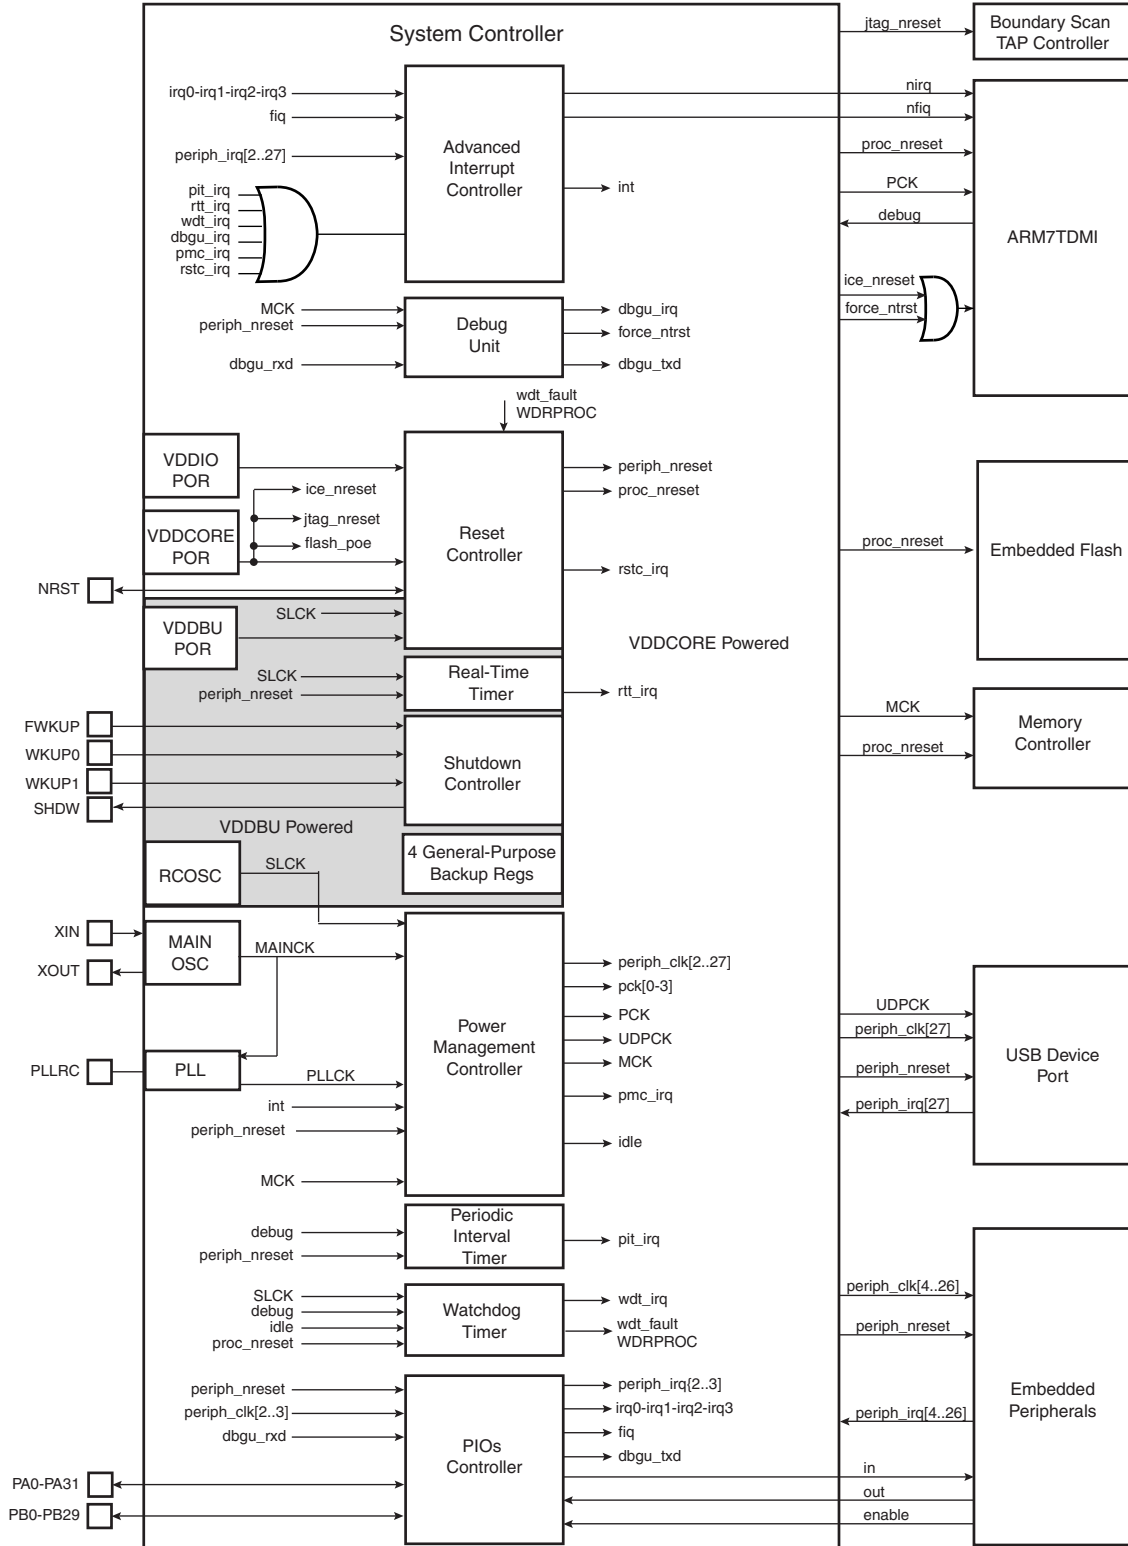 System Controller
jtag_nreset
Boundary Scan
TAP Controller
irq0-irq1-irq2-irq3
fiq
periph_irq[2..27]
pit_irq
rtt_irq
wdt_irq
dbgu_irq
pmc_irq
rstc_irq
Advanced
Interrupt
Controller
int
nirq
nfiq
proc_nreset
PCK
debug
ice_nreset
force_ntrst
ARM7TDMI
MCK
periph_nreset
dbgu_rxd
Debug
Unit
dbgu_irq
force_ntrst
dbgu_txd
wdt_fault
WDRPROC
VDDIO
POR
ice_nreset
jtag_nreset
flash_poe
VDDCORE
POR
NRST
SLCK
VDDBU
POR
Reset
Controller
periph_nreset
proc_nreset
rstc_irq
proc_nreset
Embedded Flash
VDDCORE Powered
SLCK
periph_nreset
Real-Time
Timer
rtt_irq
FWKUP
WKUP0
WKUP1
SHDW
Shutdown
Controller
MCK
proc_nreset
Memory
Controller
VDDBU Powered
4 General-Purpose
Backup Regs
RCOSC
SLCK
XIN
XOUT
MAIN
OSC
MAINCK
PLLRC
PLL
PLLCK
int
periph_nreset
MCK
Power
Management
Controller
periph_clk[2..27]
pck[0-3]
PCK
UDPCK
MCK
pmc_irq
idle
UDPCK
periph_clk[27]
periph_nreset
periph_irq[27]
USB Device
Port
debug
periph_nreset
Periodic
Interval
Timer
pit_irq
SLCK
debug
idle
proc_nreset
Watchdog
Timer
wdt_irq
wdt_fault
WDRPROC
periph_clk[4..26]
periph_nreset
periph_irq[4..26]
in
out
enable
Embedded
Peripherals
periph_nreset
periph_clk[2..3]
dbgu_rxd
PA0-PA31
PB0-PB29
PIOs
Controller
periph_irq{2..3]
irq0-irq1-irq2-irq3
fiq
dbgu_txd